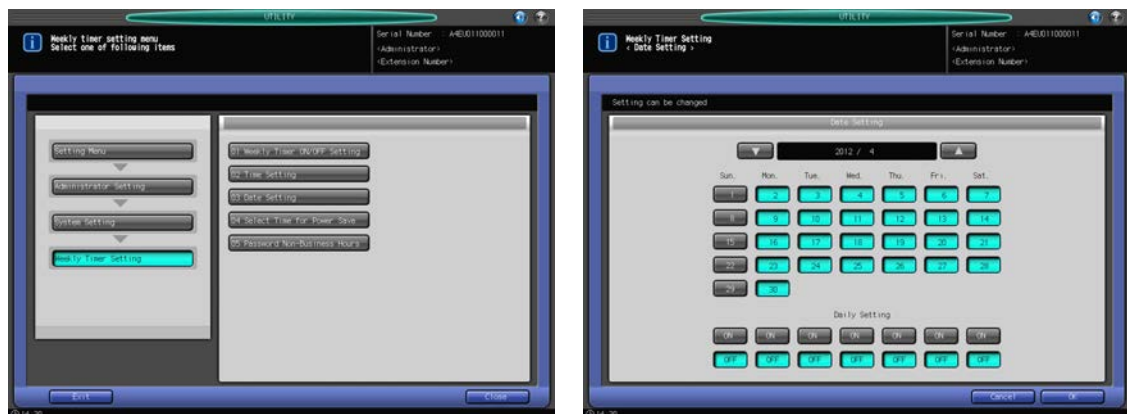 UTILITY
Weekly timer setting menu
Select one of following items
Serial Number : A4EU011000011
<Administrator>
<Extension Number>
Setting Menu
Administrator Setting
System Setting
Weekly Timer Setting
01 Weekly Timer ON/OFF Setting
02 Time Setting
03 Date Setting
04 Select Time for Power Save
05 Password Non-Business Hours
Exit
Close
UTILITY
Weekly Timer Setting
< Date Setting >
Serial Number : A4EU011000011
<Administrator>
<Extension Number>
Setting can be changed
Date Setting
2012 / 4
Sun. Mon. Tue. Wed. Thu. Fri. Sat.
1 2 3 4 5 6 7
8 9 10 11 12 13 14
15 16 17 18 19 20 21
22 23 24 25 26 27 28
29 30
Daily Setting
ON ON ON ON ON ON ON
OFF OFF OFF OFF OFF OFF OFF
Cancel OK